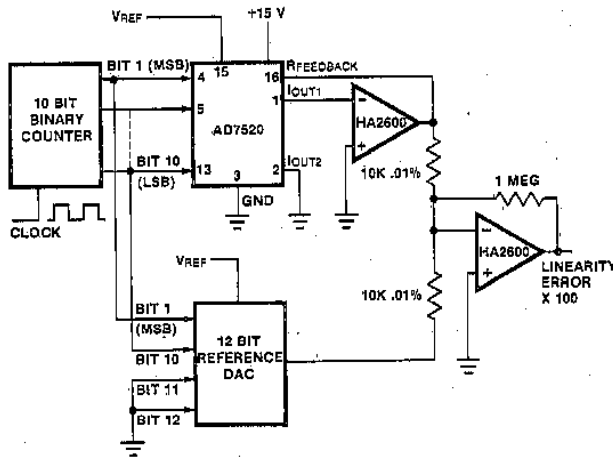 VREF
+15 V
BIT 1 (MSB)
4
15
16
RFEEDBACK
10 BIT
BINARY
COUNTER
5
AD7520
1
IOUT1
HA2600
BIT 10
(LSB)
13
3
2
IOUT2
GND
10K .01%
1 MEG
CLOCK
VREF
HA2600
LINEARITY
ERROR
X 100
BIT 1
(MSB)
12 BIT
REFERENCE
DAC
10K .01%
BIT 10
BIT 11
BIT 12